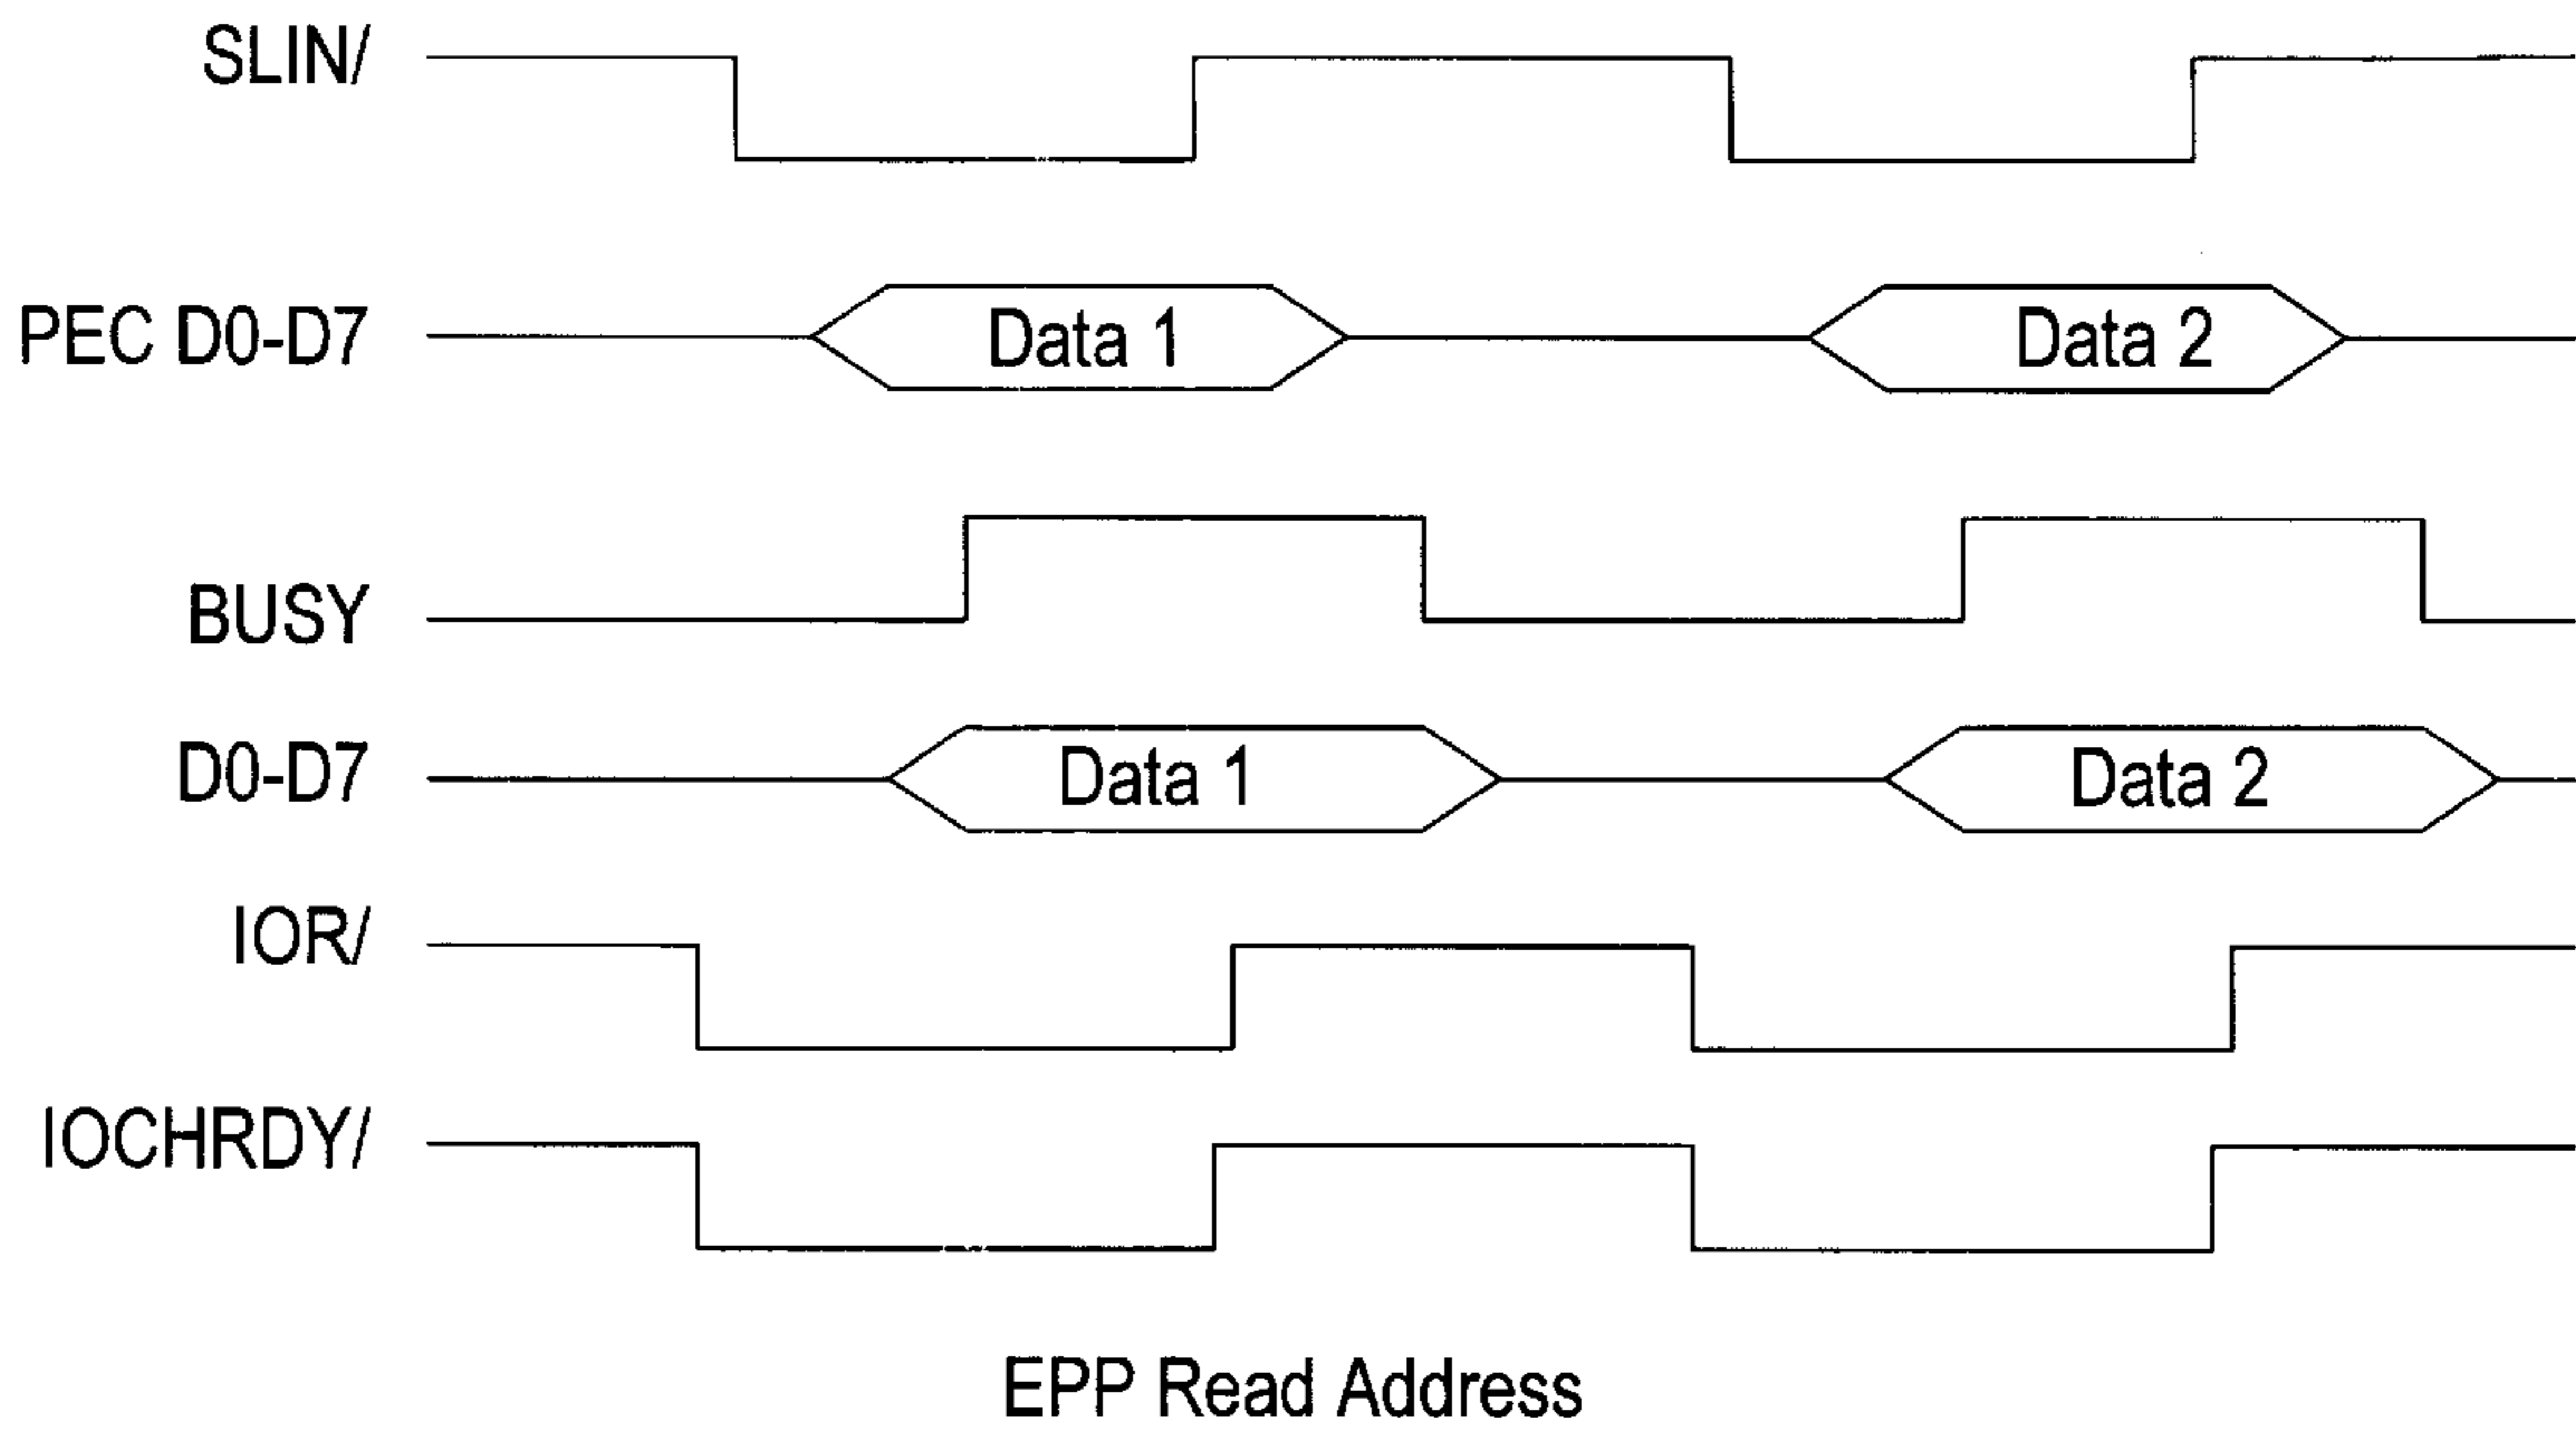 SLIN/
PEC D0-D7 Data 1 Data 2
BUSY
D0-D7 Data 1 Data 2
IOR/
IOCHRDY/
EPP Read Address